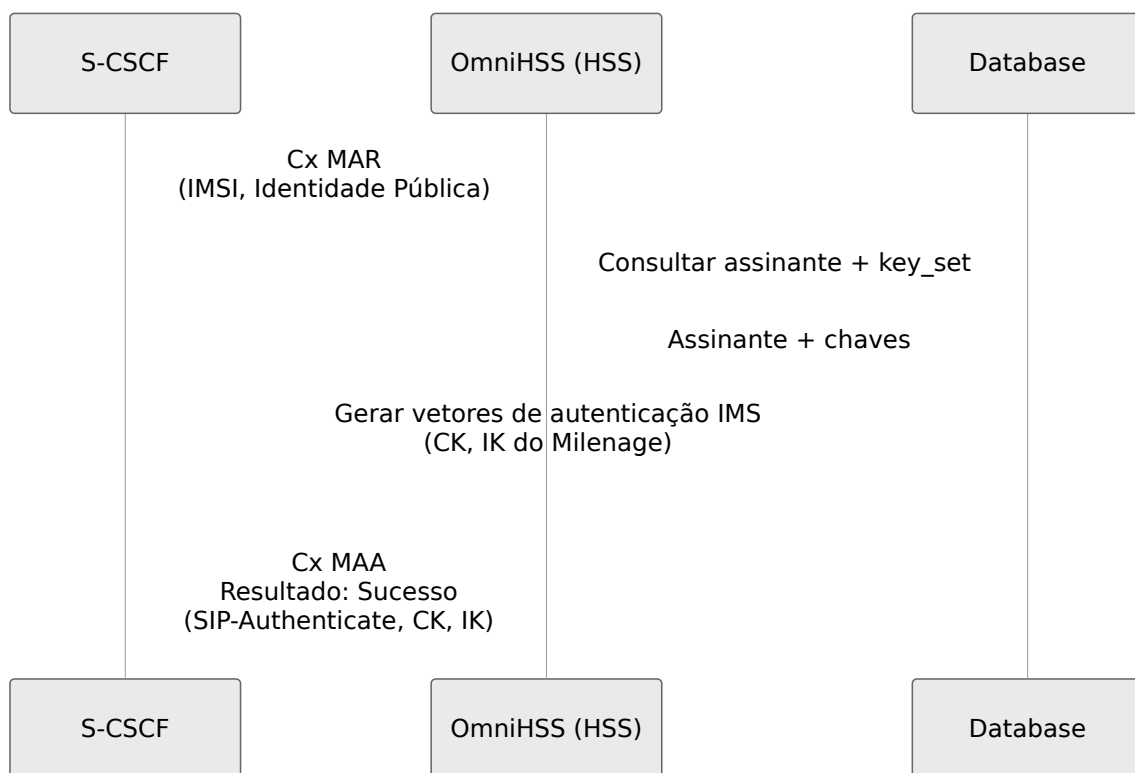 S-CSCF
OmniHSS (HSS)
Database
Cx MAR
(IMSI, Identidade Pública)
Consultar assinante + key_set
Assinante + chaves
Gerar vetores de autenticação IMS
(CK, IK do Milenage)
Cx MAA
Resultado: Sucesso
(SIP-Authenticate, CK, IK)
S-CSCF
OmniHSS (HSS)
Database